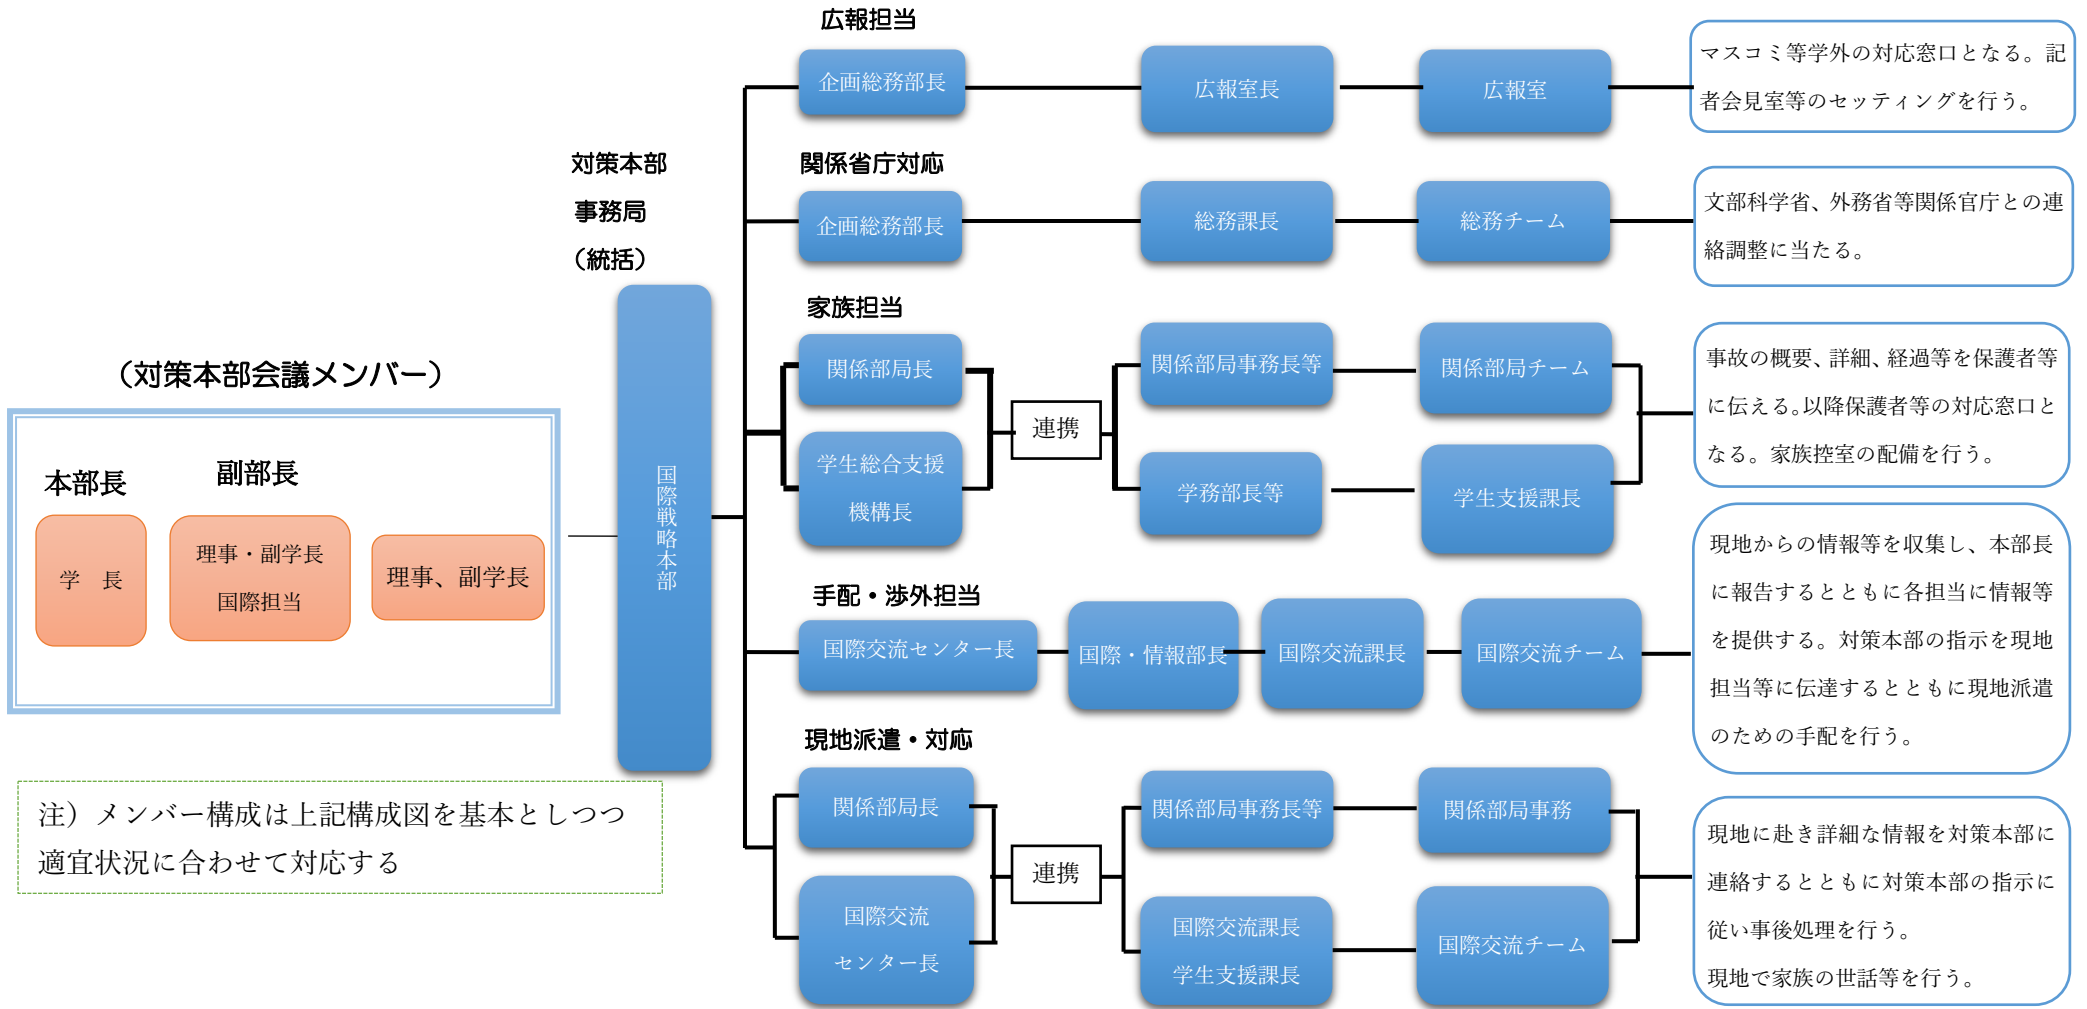 広報担当
企画総務部長
広報室長
広報室
マスコミ等学外の対応窓口となる。記
者会見室等のセッティングを行う。
対策本部
事務局
（統括）
国際戦略本部
関係省庁対応
企画総務部長
総務課長
総務チーム
文部科学省、外務省等関係官庁との連
絡調整に当たる。
家族担当
関係部局長
学生総合支援
機構長
連携
関係部局事務長等
関係部局チーム
学務部長等
学生支援課長
事故の概要、詳細、経過等を保護者等
に伝える。以降保護者等の対応窓口と
なる。家族控室の配備を行う。
（対策本部会議メンバー）
本部長
副部長
学　長
理事・副学長
国際担当
理事、副学長
手配・渉外担当
国際交流センター長
国際・情報部長
国際交流課長
国際交流チーム
現地からの情報等を収集し、本部長
に報告するとともに各担当に情報等
を提供する。対策本部の指示を現地
担当等に伝達するとともに現地派遣
のための手配を行う。
現地派遣・対応
関係部局長
国際交流
センター長
連携
関係部局事務長等
関係部局事務
国際交流課長
学生支援課長
国際交流チーム
現地に赴き詳細な情報を対策本部に
連絡するとともに対策本部の指示に
従い事後処理を行う。
現地で家族の世話等を行う。
注）メンバー構成は上記構成図を基本としつつ
適宜状況に合わせて対応する